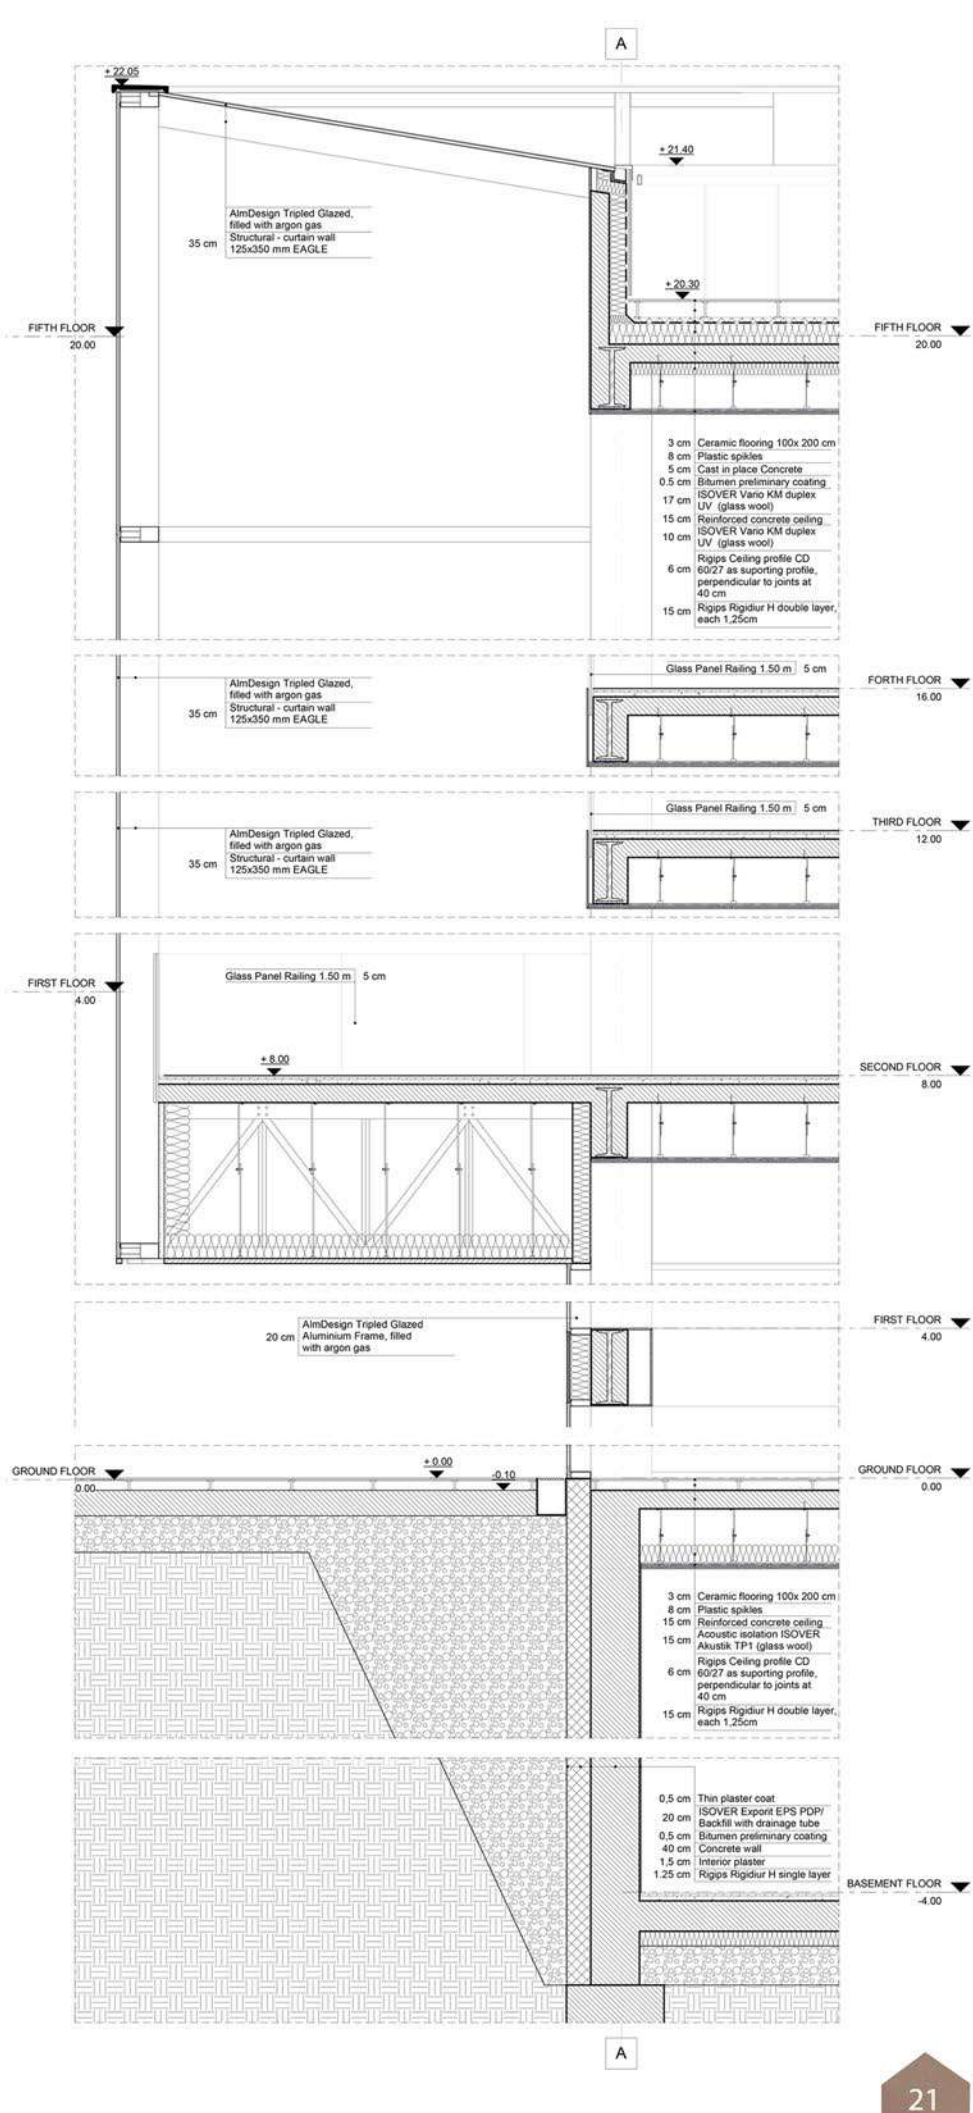 A
+ 22.05
+ 21.40
AlmDesign Tripled Glazed,
filled with argon gas
35 cm
Structural - curtain wall
125x350 mm EAGLE
+ 20.30
FIFTH FLOOR
20.00
FIFTH FLOOR
20.00
3 cm Ceramic flooring 100x 200 cm
8 cm Plastic spikles
5 cm Cast in place Concrete
0.5 cm Bitumen preliminary coating
17 cm ISOVER Vario KM duplex
UV (glass wool)
15 cm Reinforced concrete ceiling
10 cm ISOVER Vario KM duplex
UV (glass wool)
Rigips Ceiling profile CD
6 cm 60/27 as suporting profile,
perpendicular to joints at
40 cm
15 cm Rigips Rigidiur H double layer,
each 1,25cm
Glass Panel Railing 1.50 m 5 cm
FORTH FLOOR
16.00
AlmDesign Tripled Glazed,
filled with argon gas
35 cm
Structural - curtain wall
125x350 mm EAGLE
Glass Panel Railing 1.50 m 5 cm
THIRD FLOOR
12.00
AlmDesign Tripled Glazed,
filled with argon gas
35 cm
Structural - curtain wall
125x350 mm EAGLE
FIRST FLOOR
4.00
Glass Panel Railing 1.50 m 5 cm
+ 8.00
SECOND FLOOR
8.00
AlmDesign Tripled Glazed
20 cm Aluminium Frame, filled
with argon gas
FIRST FLOOR
4.00
GROUND FLOOR
0.00
+ 0.00
-0.10
GROUND FLOOR
0.00
3 cm Ceramic flooring 100x 200 cm
8 cm Plastic spikles
15 cm Reinforced concrete ceiling
15 cm Acoustic isolation ISOVER
Akustik TP1 (glass wool)
Rigips Ceiling profile CD
6 cm 60/27 as suporting profile,
perpendicular to joints at
40 cm
15 cm Rigips Rigidiur H double layer,
each 1,25cm
0,5 cm Thin plaster coat
20 cm ISOVER Exporit EPS PDP/
Backfill with drainage tube
0,5 cm Bitumen preliminary coating
40 cm Concrete wall
1,5 cm Interior plaster
1.25 cm Rigips Rigidiur H single layer
BASEMENT FLOOR
-4.00
A
21